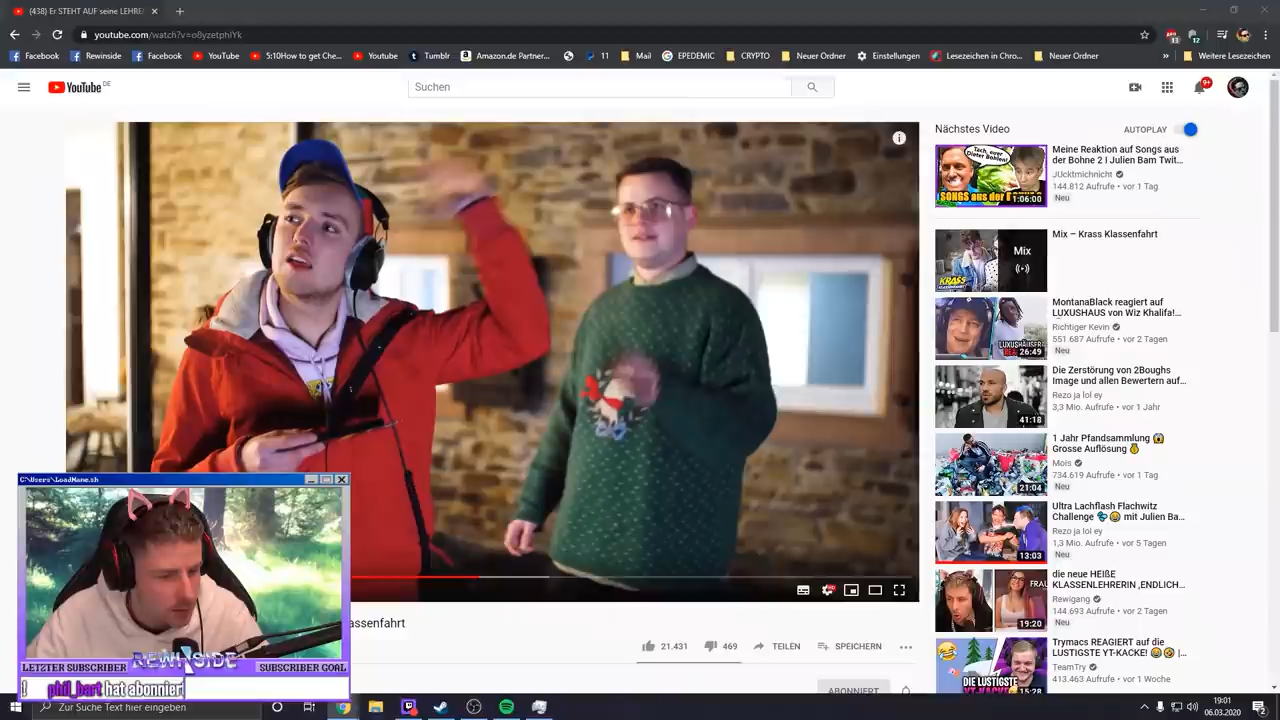 (438) Er STEHT AUF seine LEHRE
youtube.com/watch?v=o8yzetphIYk
Facebook
Rewinside
Facebook
YouTube
5:10How to get Che...
Youtube
Tumblr
Amazon.de Partner...
11
Mail
EPEDEMIC
CRYPTO
Neuer Ordner
Einstellungen
Lesezeichen in Chro...
Neuer Ordner
»
Weitere Lesezeichen
YouTube DE
Suchen
9+
Nächstes Video
AUTOPLAY
Tach, euer
Dieter Bohlen!
SONGS aus der
1:06:00
Meine Reaktion auf Songs aus
der Bohne 2 I Julien Bam Twit...
JUcktmichnicht
144.812 Aufrufe • vor 1 Tag
Neu
KRASS
KLASSENFAHRT
Mix
Mix – Krass Klassenfahrt
LUXUSHÄUSER
26:49
MontanaBlack reagiert auf
LUXUSHAUS von Wiz Khalifa!...
Richtiger Kevin
551 687 Aufrufe • vor 2 Tagen
Neu
41:18
Die Zerstörung von 2Boughs
Image und allen Bewertern auf...
Rezo ja lol ey
3,3 Mio. Aufrufe • vor 1 Jahr
21:04
1 Jahr Pfandsammlung 😱
Grosse Auflösung 💰
Mois
734.619 Aufrufe • vor 1 Tag
Neu
13:03
Ultra Lachflash Flachwitz
Challenge 🐟😂 mit Julien Ba...
Rezo ja lol ey
1,3 Mio. Aufrufe • vor 5 Tagen
Neu
FRAU
19:20
die neue HEIßE
KLASSENLEHRERIN ,ENDLICH...
Rewigang
144.693 Aufrufe • vor 2 Tagen
Neu
DIE LUSTIGSTE
YT-KACKE!
15:28
Trymacs REAGIERT auf die
LUSTIGSTE YT-KACKE! 😂🤣 |...
TeamTry
413.463 Aufrufe • vor 1 Woche
C:\Users\LoadMame.sh
LETZTER SUBSCRIBER
REWINSIDE
SUBSCRIBER GOAL
! phil_bart hat abonniert
assenfahrt
21.431
469
TEILEN
SPEICHERN
ABONNIERT
Zur Suche Text hier eingeben
19:01
06.03.2020
2